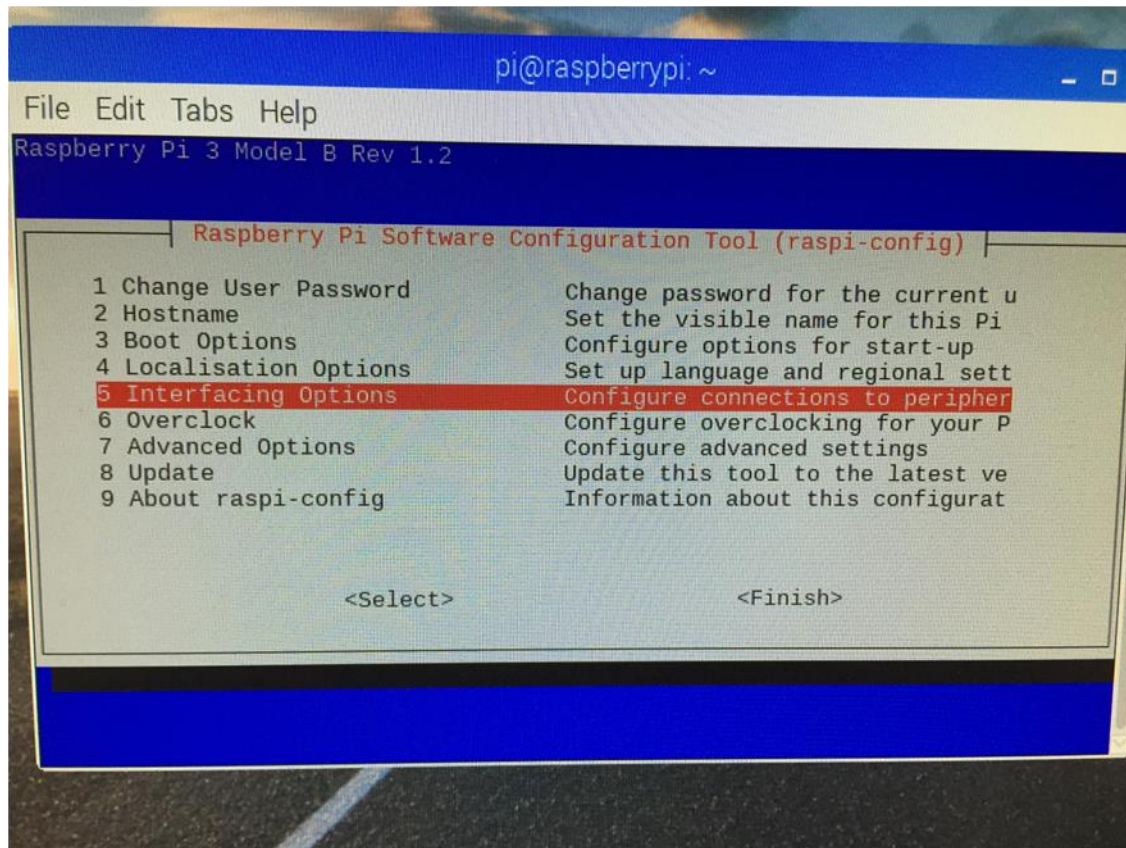 pi@raspberrypi: ~
File Edit Tabs Help
Raspberry Pi 3 Model B Rev 1.2
Raspberry Pi Software Configuration Tool (raspi-config)
1 Change User Password Change password for the current u
2 Hostname Set the visible name for this Pi
3 Boot Options Configure options for start-up
4 Localisation Options Set up language and regional sett
5 Interfacing Options Configure connections to peripher
6 Overclock Configure overclocking for your P
7 Advanced Options Configure advanced settings
8 Update Update this tool to the latest ve
9 About raspi-config Information about this configurat
<Select> <Finish>